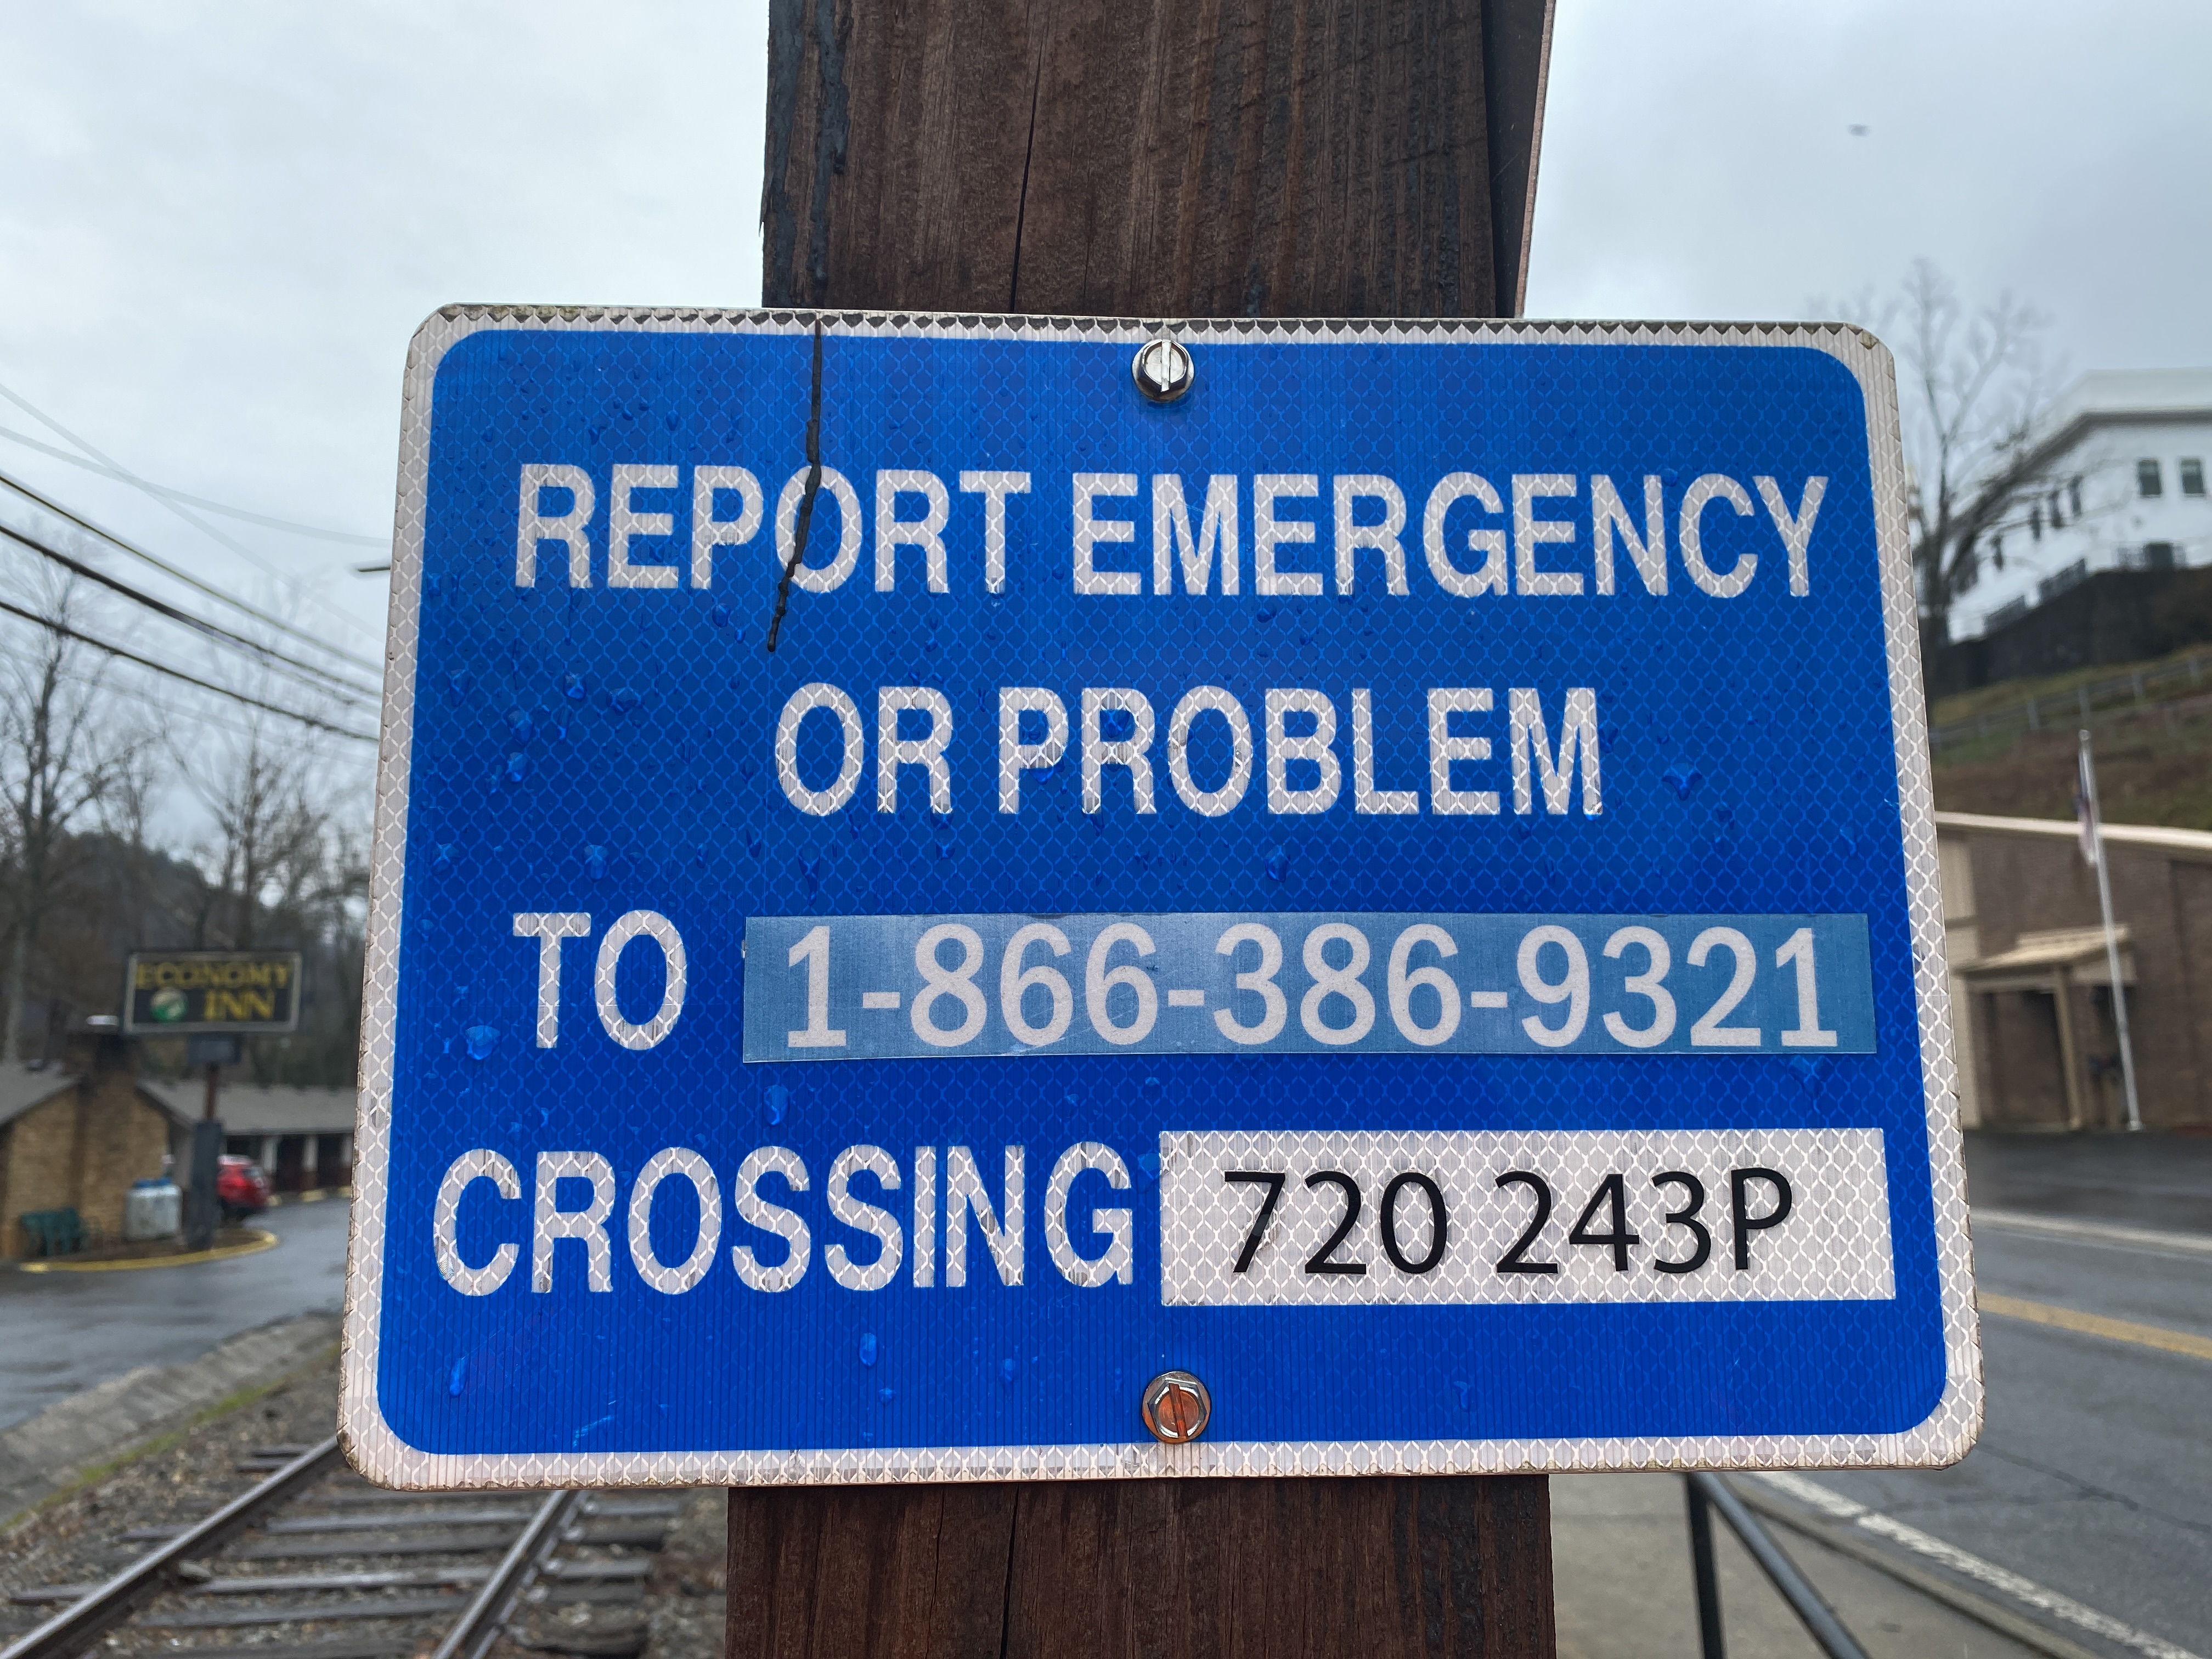 REPORT EMERGENCY
OR PROBLEM
TO 1-866-386-9321
CROSSING 720 243P
ECONOMY
INN